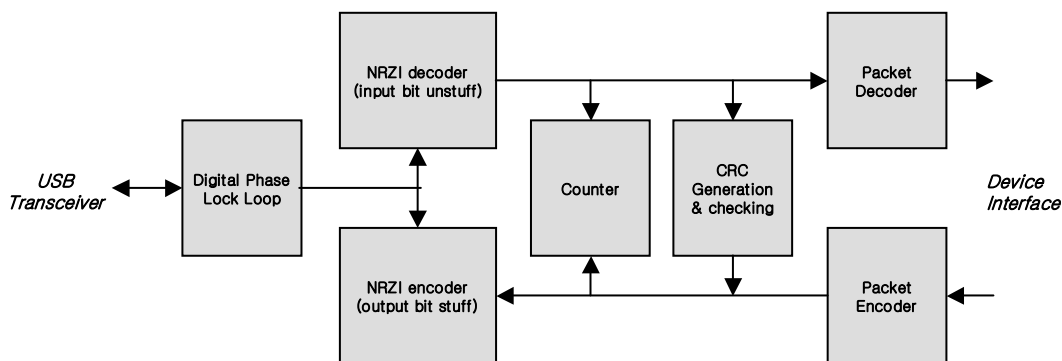 NRZI decoder
(input bit unstuff)
Packet
Decoder
USB
Transceiver
Digital Phase
Lock Loop
Counter
CRC
Generation
& checking
Device
Interface
NRZI encoder
(output bit stuff)
Packet
Encoder